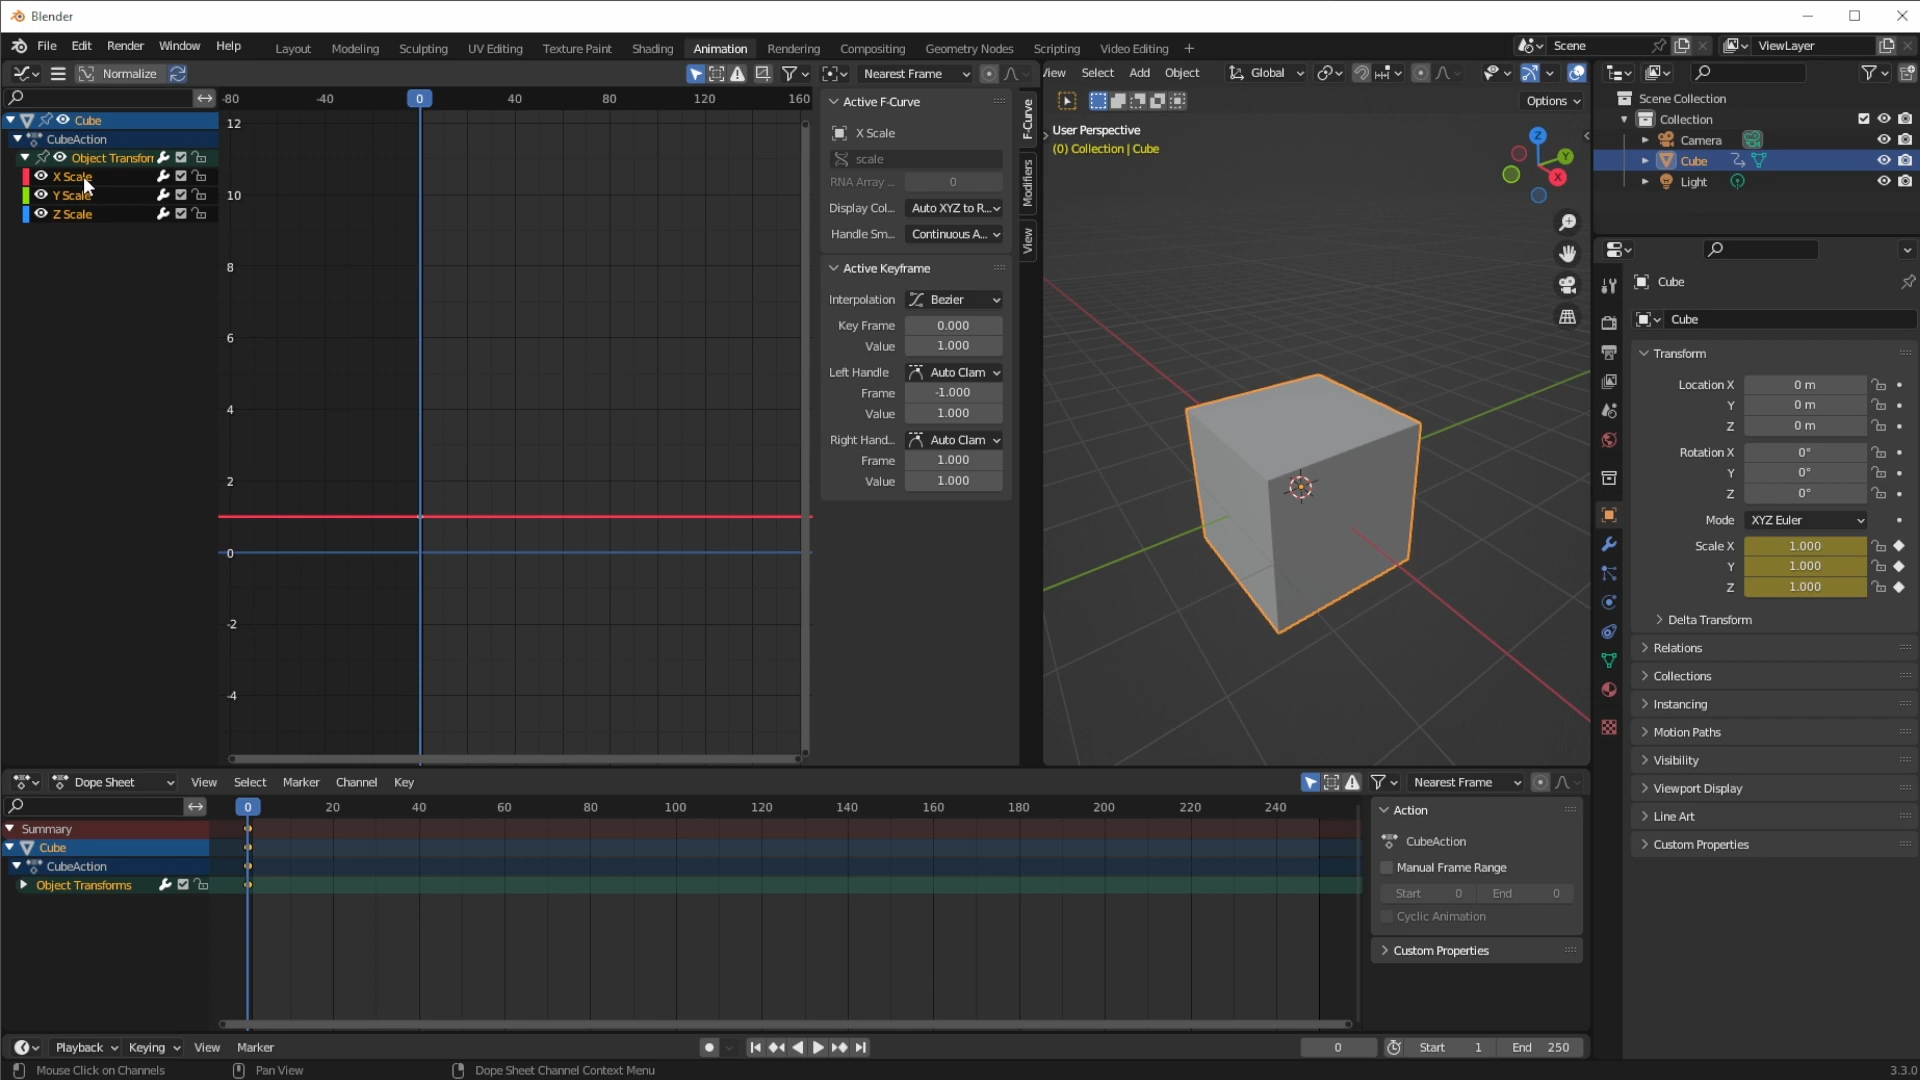 Blender
File Edit Render Window Help
Layout Modeling Sculpting UV Editing Texture Paint Shading Animation Rendering Compositing Geometry Nodes Scripting Video Editing +
Scene
ViewLayer
Normalize
Nearest Frame
View Select Add Object
Global
Options
-80 -40 0 40 80 120 160
Cube
CubeAction
Object Transforr
X Scale
Y Scale
Z Scale
12
10
8
6
4
2
0
-2
-4
Active F-Curve
X Scale
scale
RNA Array ... 0
Display Col... Auto XYZ to R...
Handle Sm... Continuous A...
Active Keyframe
Interpolation Bezier
Key Frame 0.000
Value 1.000
Left Handle Auto Clam
Frame -1.000
Value 1.000
Right Hand... Auto Clam
Frame 1.000
Value 1.000
F-Curve
Modifiers
View
User Perspective
(0) Collection | Cube
Z
Y
X
Scene Collection
Collection
Camera
Cube
Light
Cube
Cube
Transform
Location X 0 m
Y 0 m
Z 0 m
Rotation X 0°
Y 0°
Z 0°
Mode XYZ Euler
Scale X 1.000
Y 1.000
Z 1.000
Delta Transform
Relations
Collections
Instancing
Motion Paths
Visibility
Viewport Display
Line Art
Custom Properties
Dope Sheet View Select Marker Channel Key
Nearest Frame
0 20 40 60 80 100 120 140 160 180 200 220 240
Summary
Cube
CubeAction
Object Transforms
Action
CubeAction
Manual Frame Range
Start 0 End 0
Cyclic Animation
Custom Properties
Playback Keying View Marker
0 Start 1 End 250
Mouse Click on Channels Pan View Dope Sheet Channel Context Menu
3.3.0